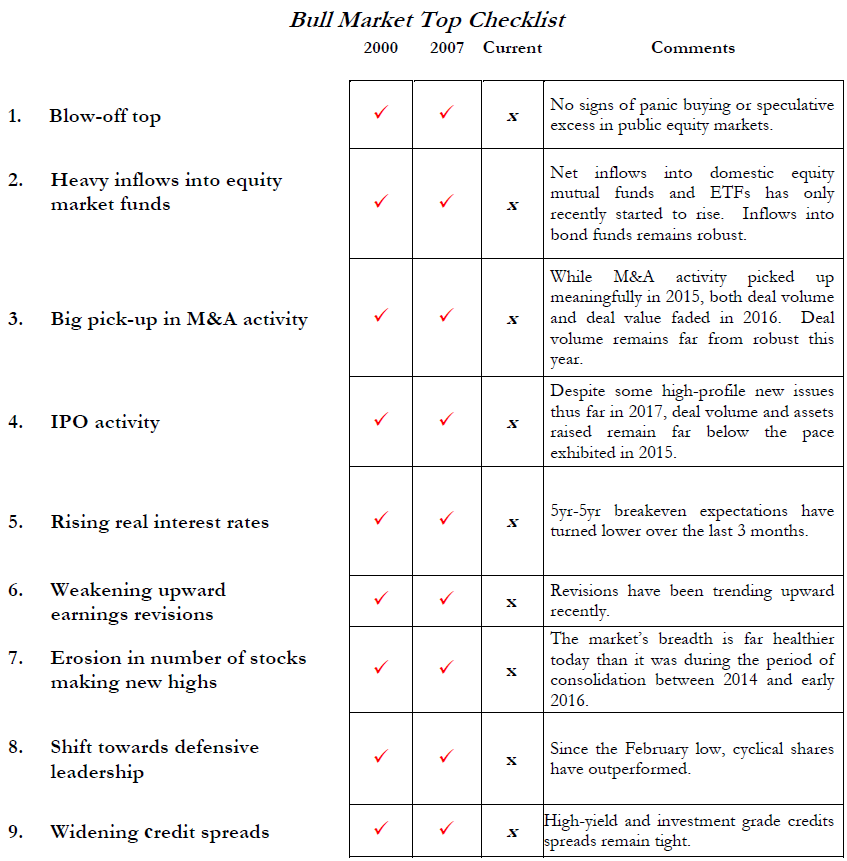 Bull Market Top Checklist
2000 2007 Current Comments
1. Blow-off top ✓ ✓ x No signs of panic buying or speculative
excess in public equity markets.
2. Heavy inflows into equity
market funds ✓ ✓ x Net inflows into domestic equity
mutual funds and ETFs has only
recently started to rise. Inflows into
bond funds remains robust.
3. Big pick-up in M&A activity ✓ ✓ x While M&A activity picked up
meaningfully in 2015, both deal volume
and deal value faded in 2016. Deal
volume remains far from robust this
year.
4. IPO activity ✓ ✓ x Despite some high-profile new issues
thus far in 2017, deal volume and assets
raised remain far below the pace
exhibited in 2015.
5. Rising real interest rates ✓ ✓ x 5yr-5yr breakeven expectations have
turned lower over the last 3 months.
6. Weakening upward
earnings revisions ✓ ✓ x Revisions have been trending upward
recently.
7. Erosion in number of stocks
making new highs ✓ ✓ x The market's breadth is far healthier
today than it was during the period of
consolidation between 2014 and early
2016.
8. Shift towards defensive
leadership ✓ ✓ x Since the February low, cyclical shares
have outperformed.
9. Widening credit spreads ✓ ✓ x High-yield and investment grade credits
spreads remain tight.